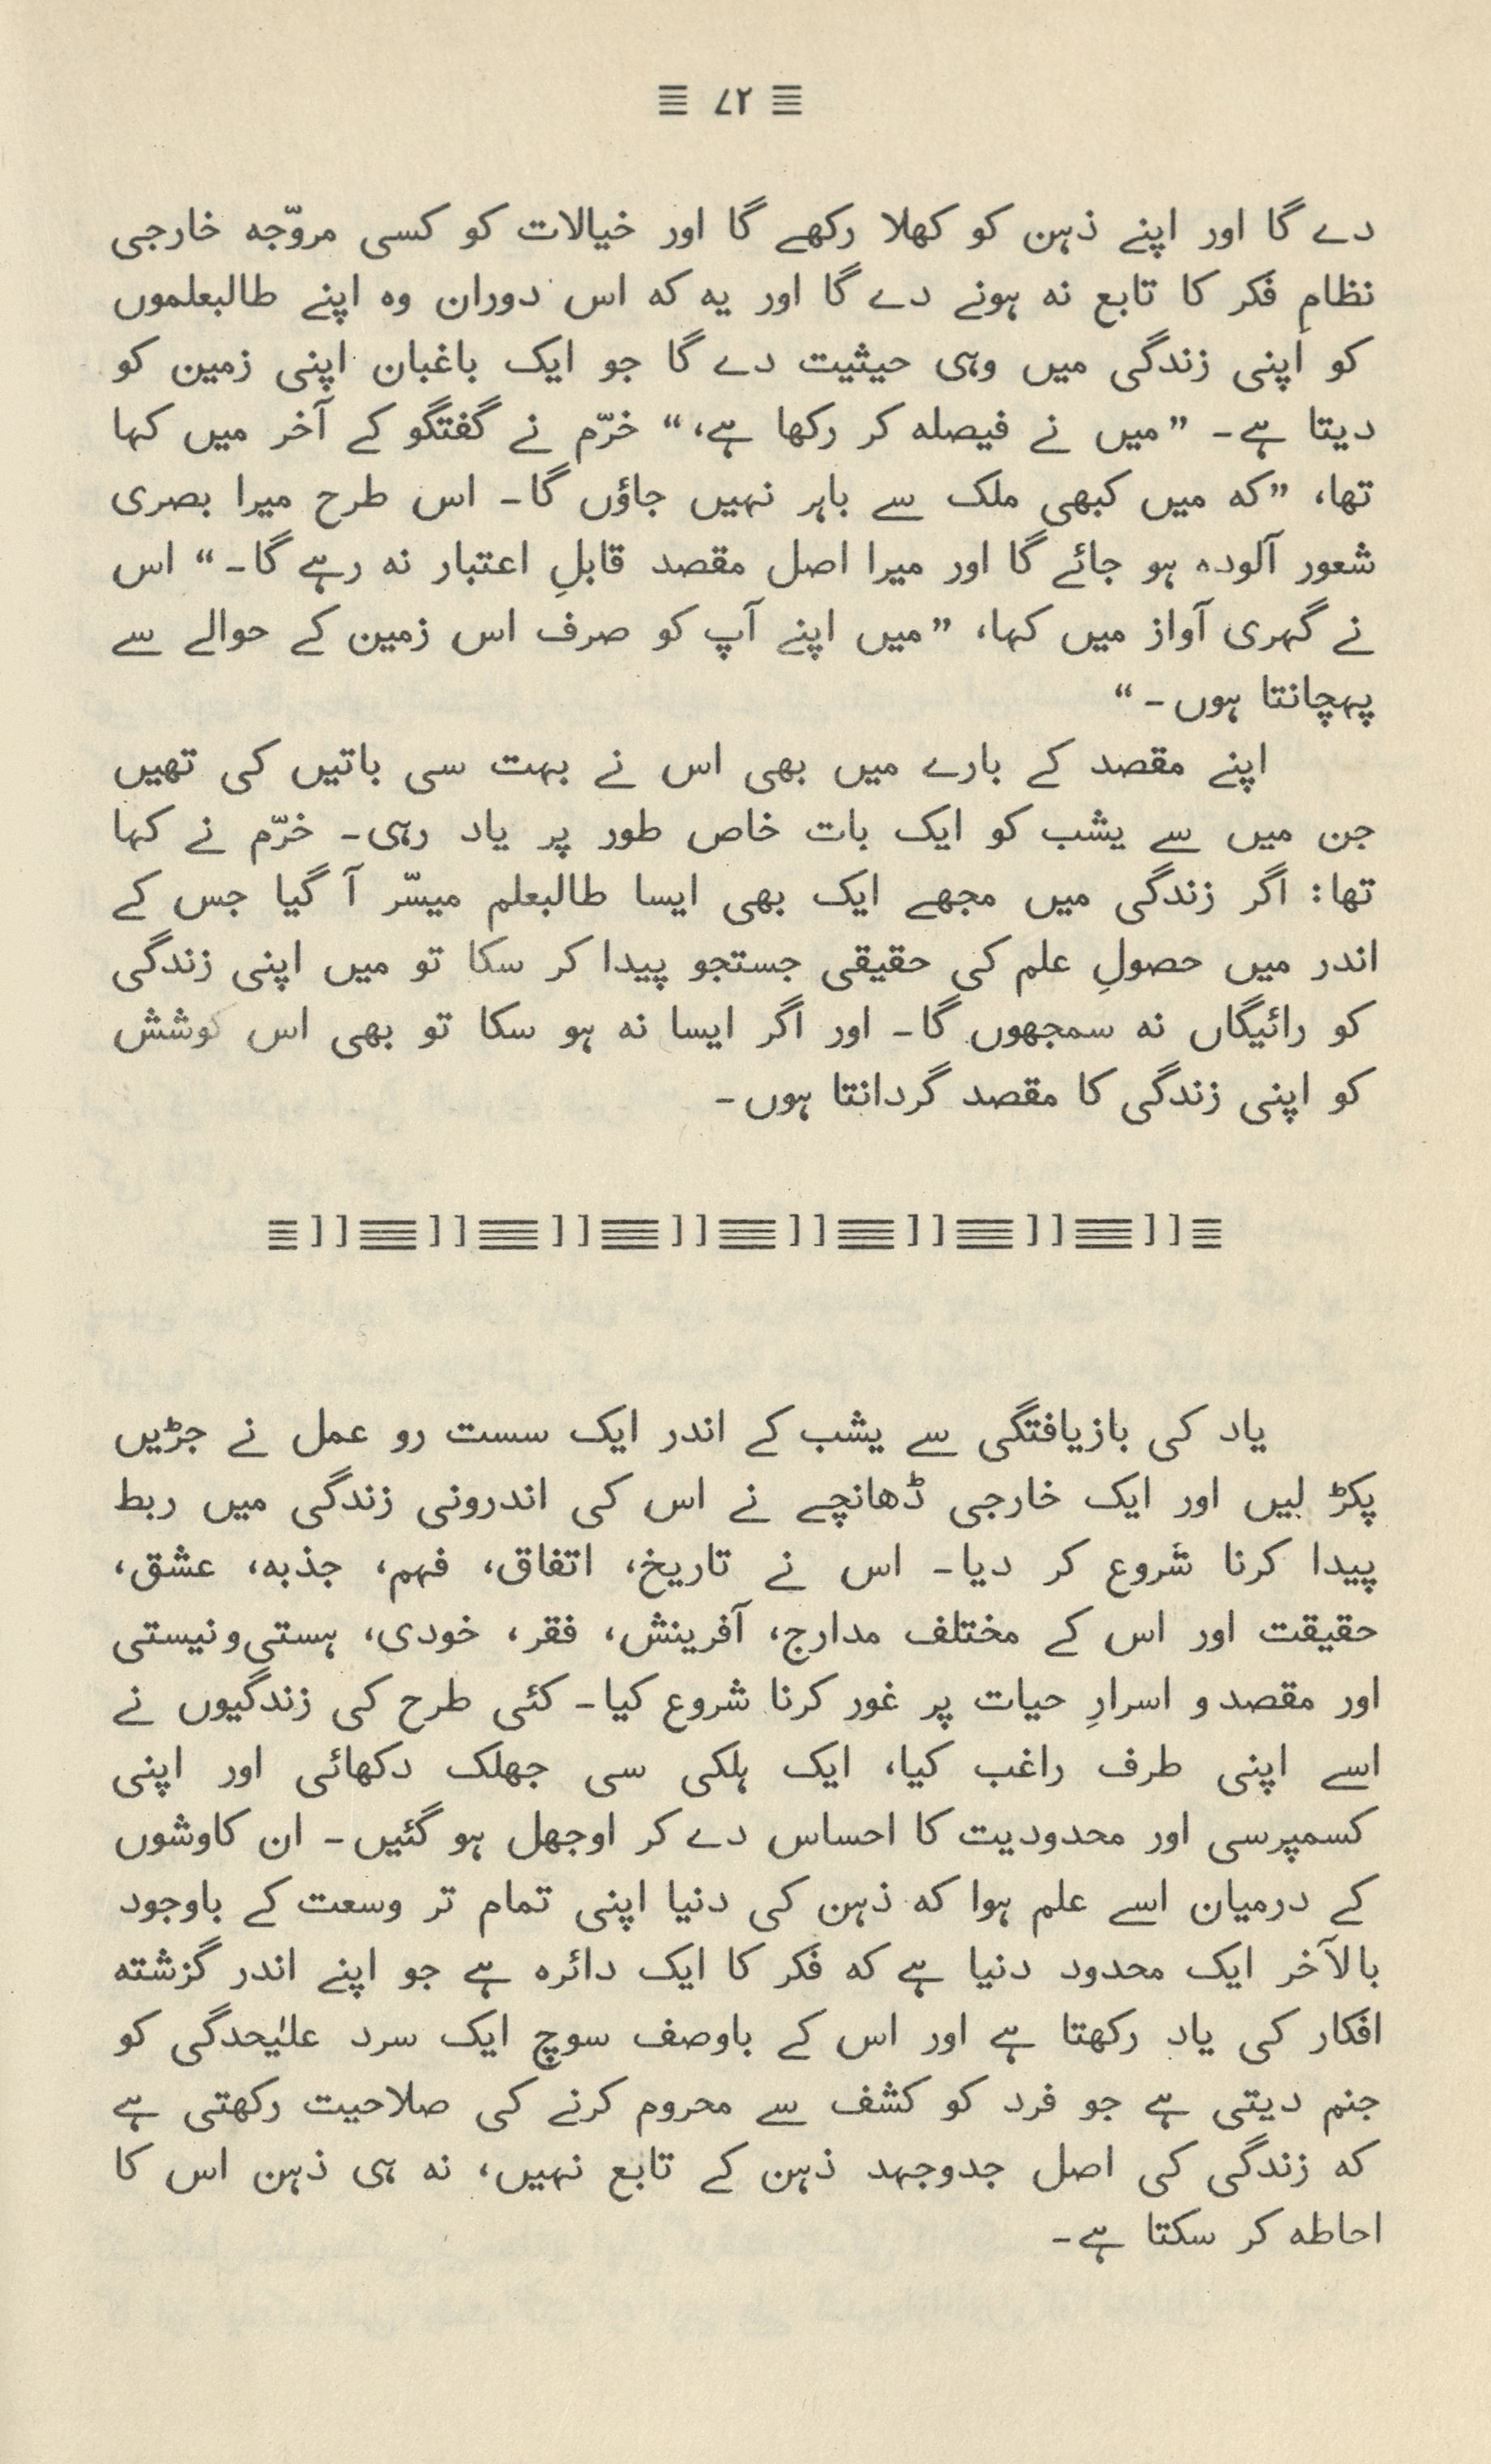 ۷۲
دے گا اور اپنے ذہن کو کھلا رکھے گا اور خیالات کو کسی مروّجہ خارجی
نظامِ فکر کا تابع نہ ہونے دے گا اور یہ کہ اس دوران وہ اپنے طالبعلموں
کو اپنی زندگی میں وہی حیثیت دے گا جو ایک باغبان اپنی زمین کو
دیتا ہے۔ ”میں نے فیصلہ کر رکھا ہے،“ خرّم نے گفتگو کے آخر میں کہا
تھا، ”کہ میں کبھی ملک سے باہر نہیں جاؤں گا۔ اس طرح میرا بصری
شعور آلودہ ہو جائے گا اور میرا اصل مقصد قابلِ اعتبار نہ رہے گا۔“ اس
نے گہری آواز میں کہا، ”میں اپنے آپ کو صرف اس زمین کے حوالے سے
پہچانتا ہوں۔“
اپنے مقصد کے بارے میں بھی اس نے بہت سی باتیں کی تھیں
جن میں سے یشب کو ایک بات خاص طور پر یاد رہی۔ خرّم نے کہا
تھا: اگر زندگی میں مجھے ایک بھی ایسا طالبعلم میسّر آ گیا جس کے
اندر میں حصولِ علم کی حقیقی جستجو پیدا کر سکا تو میں اپنی زندگی
کو رائیگاں نہ سمجھوں گا۔ اور اگر ایسا نہ ہو سکا تو بھی اس کوشش
کو اپنی زندگی کا مقصد گردانتا ہوں۔
یاد کی بازیافتگی سے یشب کے اندر ایک سست رو عمل نے جڑیں
پکڑ لیں اور ایک خارجی ڈھانچے نے اس کی اندرونی زندگی میں ربط
پیدا کرنا شروع کر دیا۔ اس نے تاریخ، اتفاق، فہم، جذبہ، عشق،
حقیقت اور اس کے مختلف مدارج، آفرینش، فقر، خودی، ہستی و نیستی
اور مقصد و اسرارِ حیات پر غور کرنا شروع کیا۔ کئی طرح کی زندگیوں نے
اسے اپنی طرف راغب کیا، ایک ہلکی سی جھلک دکھائی اور اپنی
کسمپرسی اور محدودیت کا احساس دے کر اوجھل ہو گئیں۔ ان کاوشوں
کے درمیان اسے علم ہوا کہ ذہن کی دنیا اپنی تمام تر وسعت کے باوجود
بالآخر ایک محدود دنیا ہے کہ فکر کا ایک دائرہ ہے جو اپنے اندر گزشتہ
افکار کی یاد رکھتا ہے اور اس کے باوصف سوچ ایک سرد علیٰحدگی کو
جنم دیتی ہے جو فرد کو کشف سے محروم کرنے کی صلاحیت رکھتی ہے
کہ زندگی کی اصل جدوجہد ذہن کے تابع نہیں، نہ ہی ذہن اس کا
احاطہ کر سکتا ہے۔